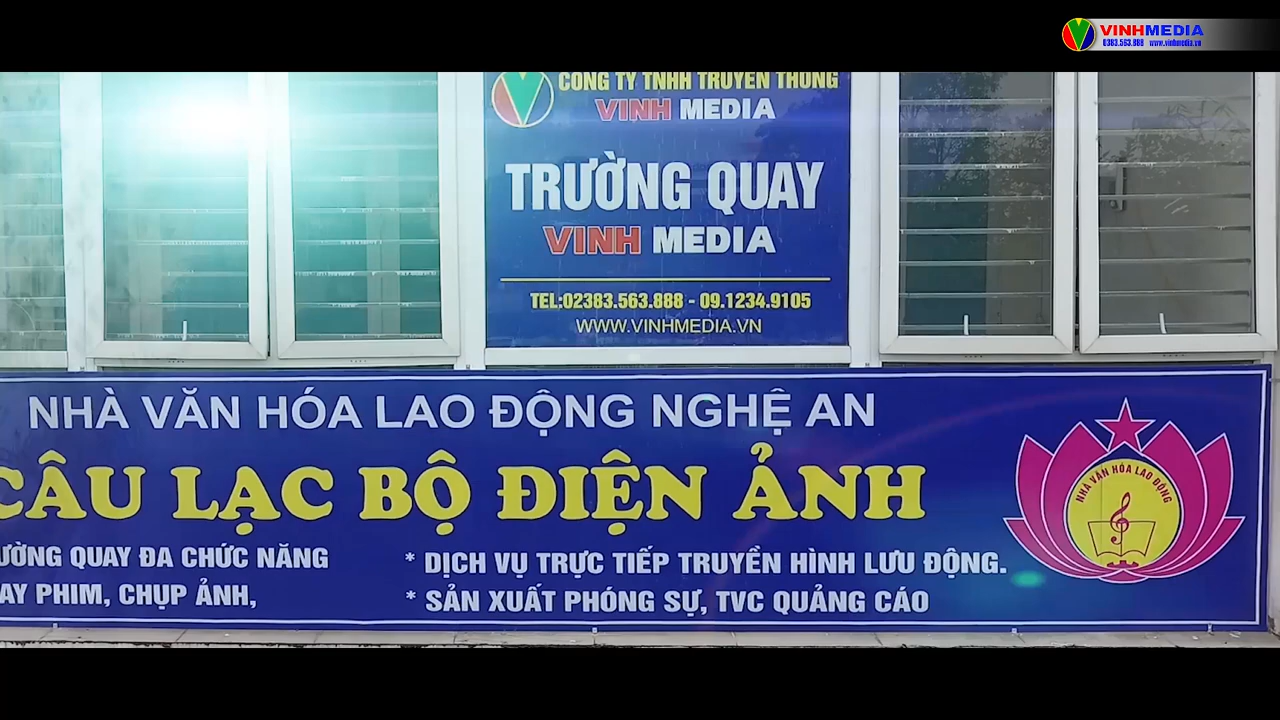 VINHMEDIA
0383.563.888 www.vinhmedia.vn
CÔNG TY TNHH TRUYỀN THÔNG
VINH MEDIA
TRƯỜNG QUAY
VINH MEDIA
TEL:02383.563.888 - 09.1234.9105
WWW.VINHMEDIA.VN
NHÀ VĂN HÓA LAO ĐỘNG NGHỆ AN
CÂU LẠC BỘ ĐIỆN ẢNH
ƯỜNG QUAY ĐA CHỨC NĂNG
AY PHIM, CHỤP ẢNH,
* DỊCH VỤ TRỰC TIẾP TRUYỀN HÌNH LƯU ĐỘNG.
* SẢN XUẤT PHÓNG SỰ, TVC QUẢNG CÁO
NHÀ VĂN HÓA LAO ĐỘNG